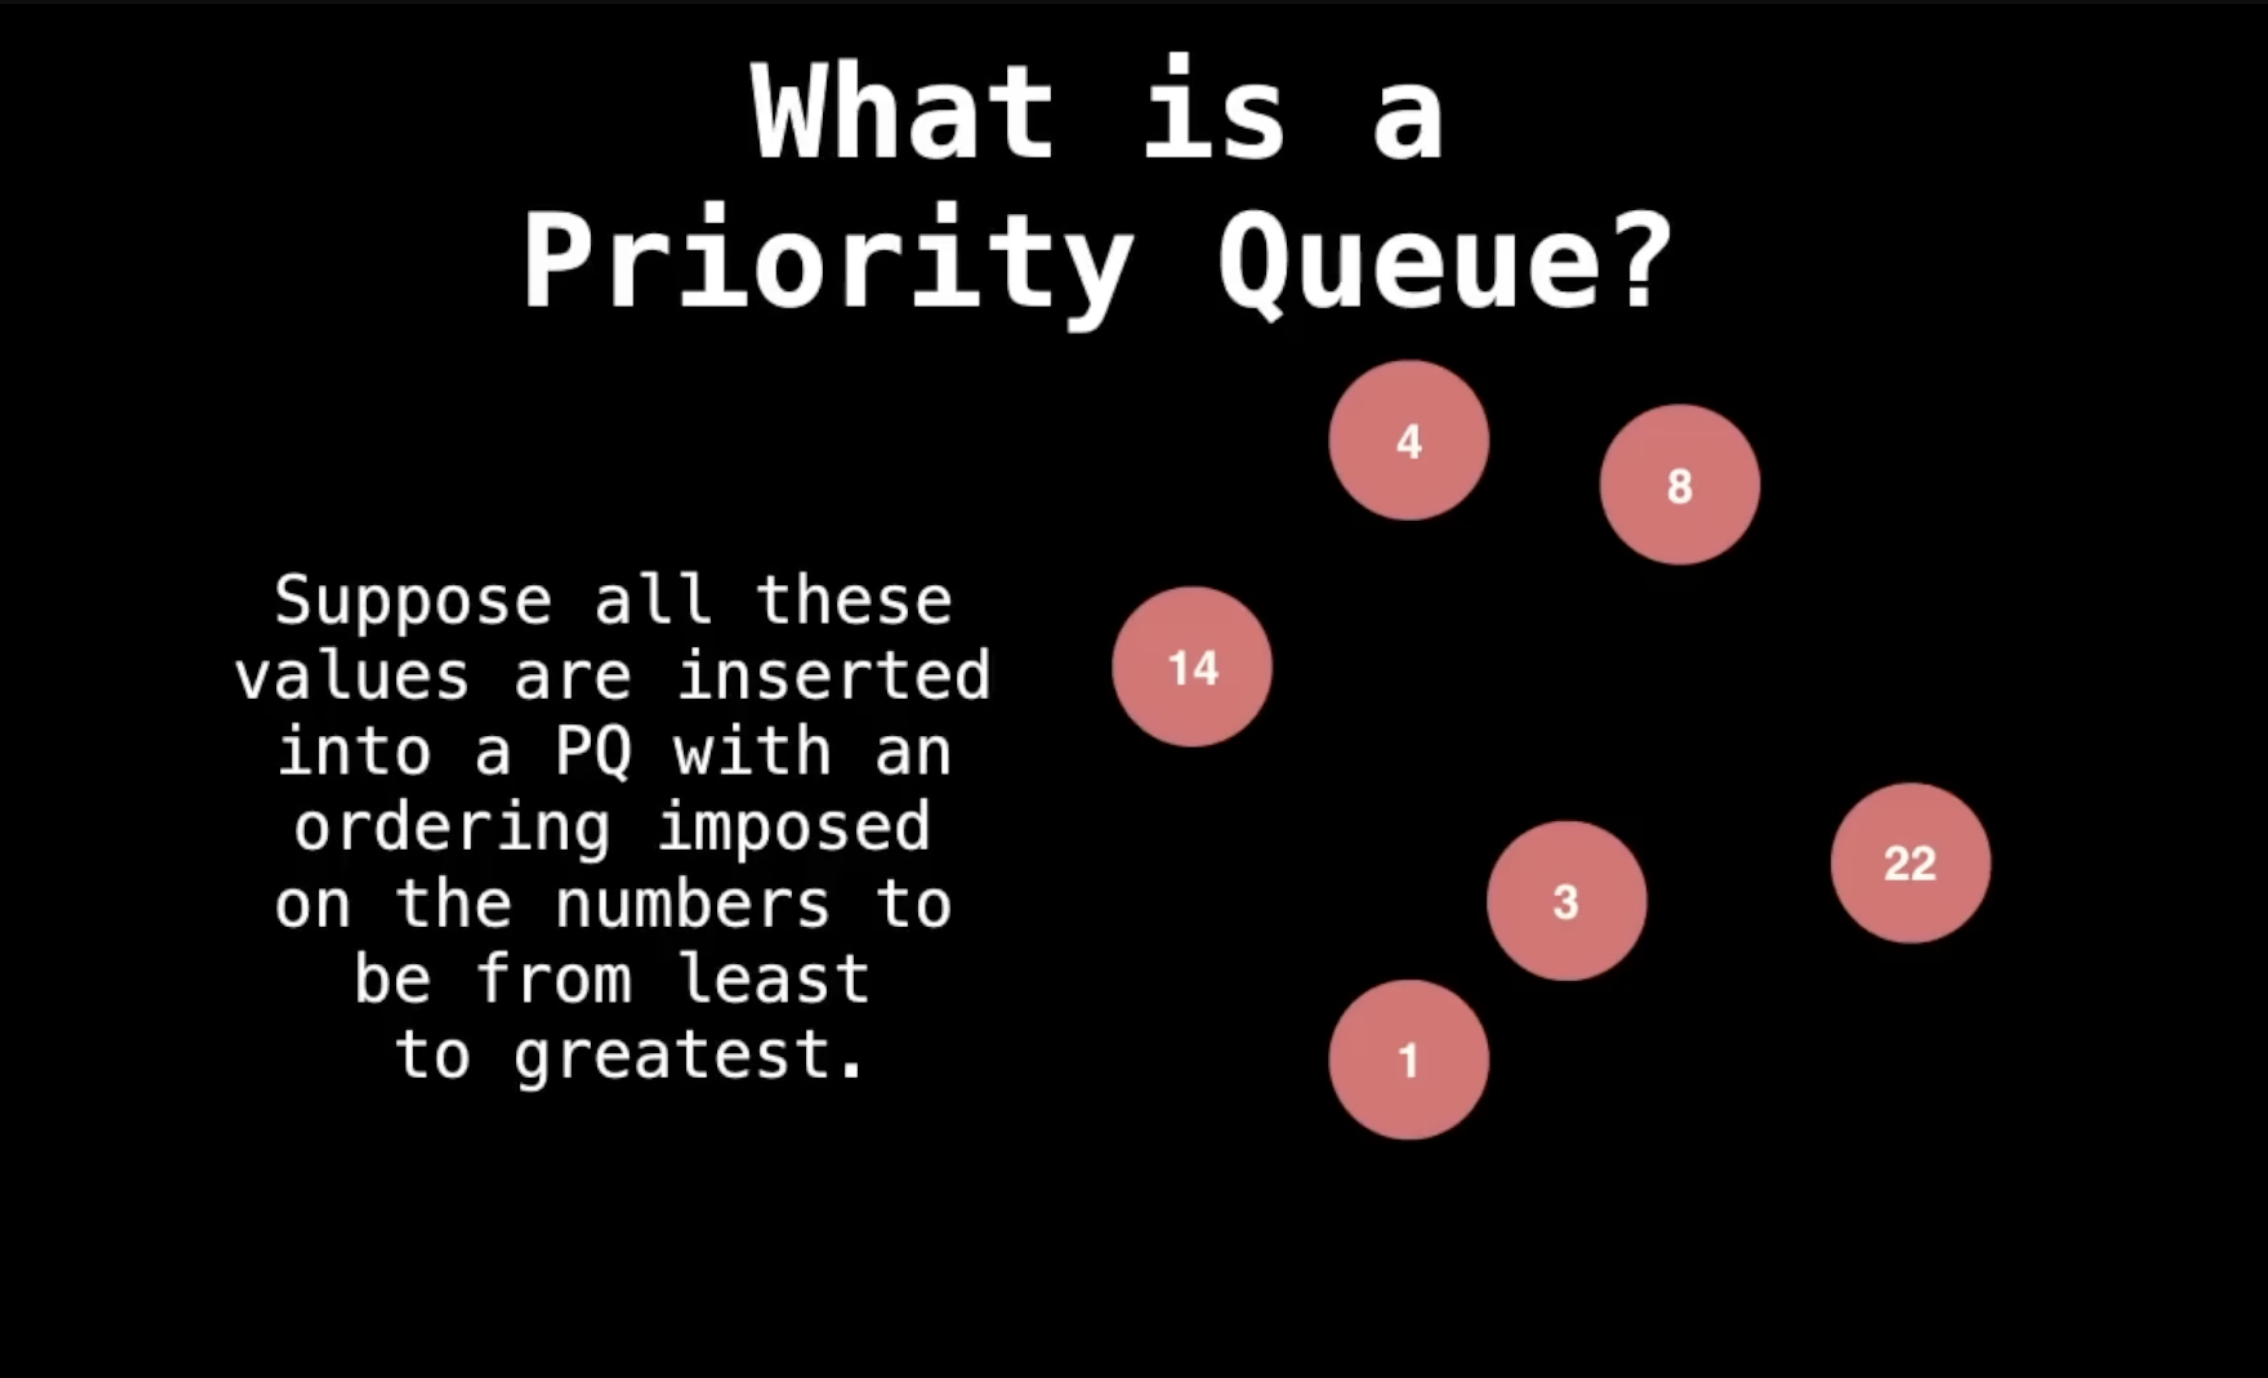 What is a
Priority Queue?
4
8
Suppose all these
values are inserted
into a PQ with an
ordering imposed
on the numbers to
be from least
to greatest.
14
22
3
1